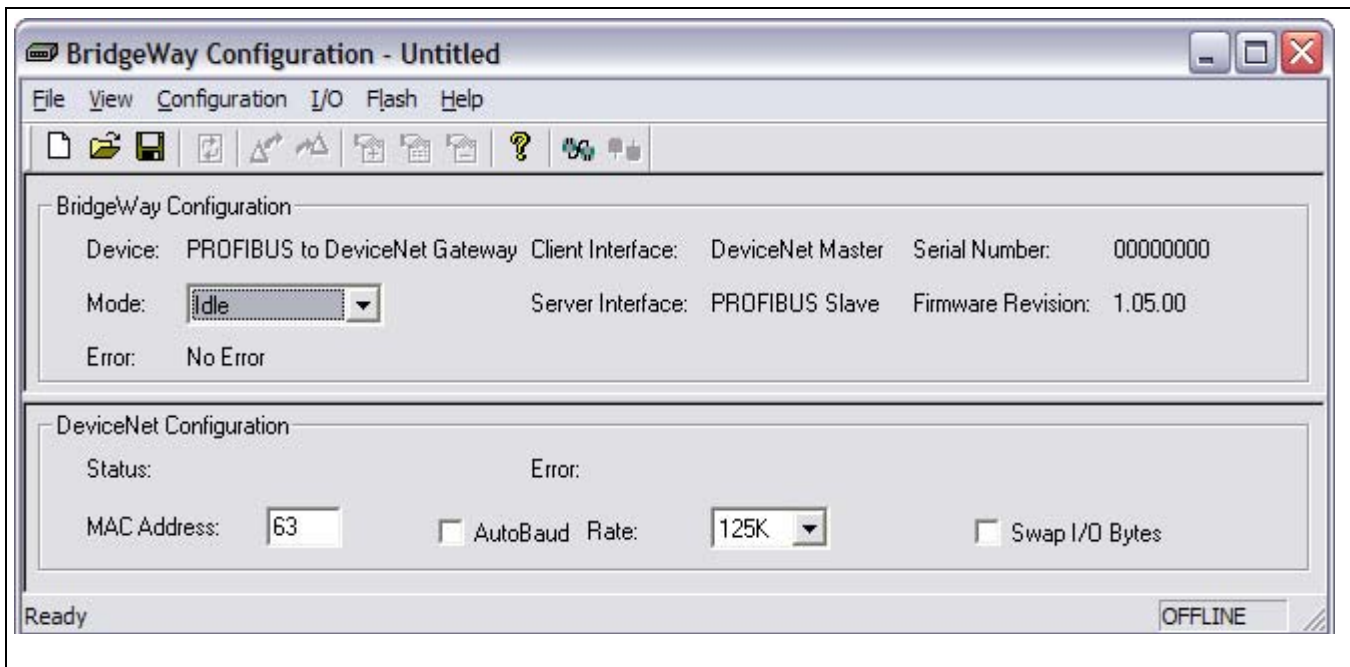 BridgeWay Configuration - Untitled
File View Configuration I/O Flash Help
BridgeWay Configuration
Device: PROFIBUS to DeviceNet Gateway Client Interface: DeviceNet Master Serial Number: 00000000
Mode: Idle Server Interface: PROFIBUS Slave Firmware Revision: 1.05.00
Error: No Error
DeviceNet Configuration
Status: Error:
MAC Address: 63 AutoBaud Rate: 125K Swap I/O Bytes
Ready OFFLINE